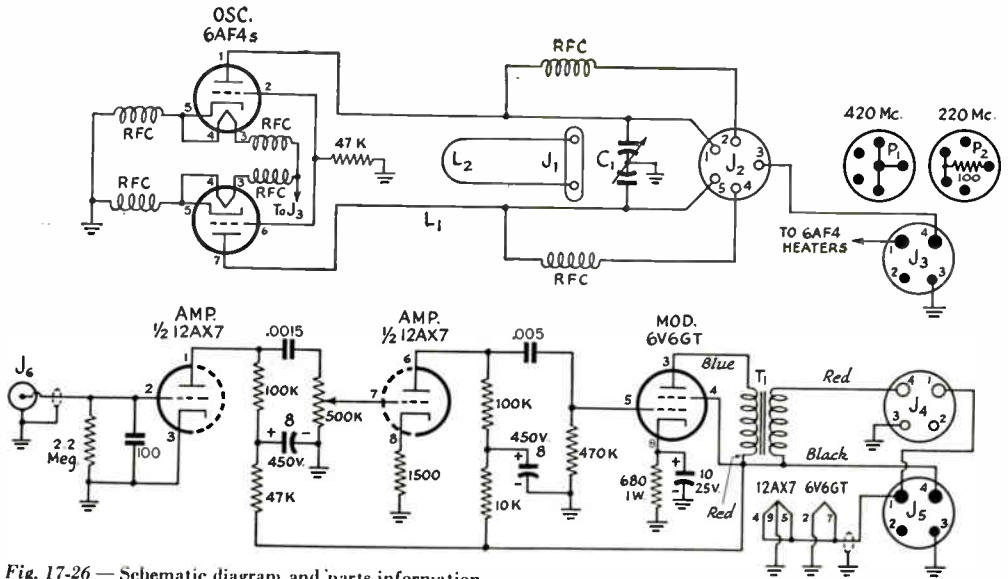 OSC.
6AF4s
1
2
5
4
3
RFC
RFC
RFC
RFC
To J3
4
3
5
6
7
47 K
L1
L2
J1
C1
RFC
RFC
1
2
3
J2
5
4
420 Mc.
P1
220 Mc.
P2
100
TO 6AF4
HEATERS
1
4
J3
2
3
J6
2.2
Meg.
100
AMP.
½ 12AX7
1
2
3
.0015
100K
8
450V.
+
-
500K
47K
AMP.
½ 12AX7
6
7
8
1500
.005
100K
450V.
8
+
-
10K
470K
MOD.
6V6GT
3
4
5
8
680
1W.
+
10
25V.
-
Blue
T1
Red
Red
Black
4
1
J4
3
2
12AX7 6V6GT
4 9 5
2 7
1
4
J5
2
3
Fig. 17-26 — Schematic diagram and parts information